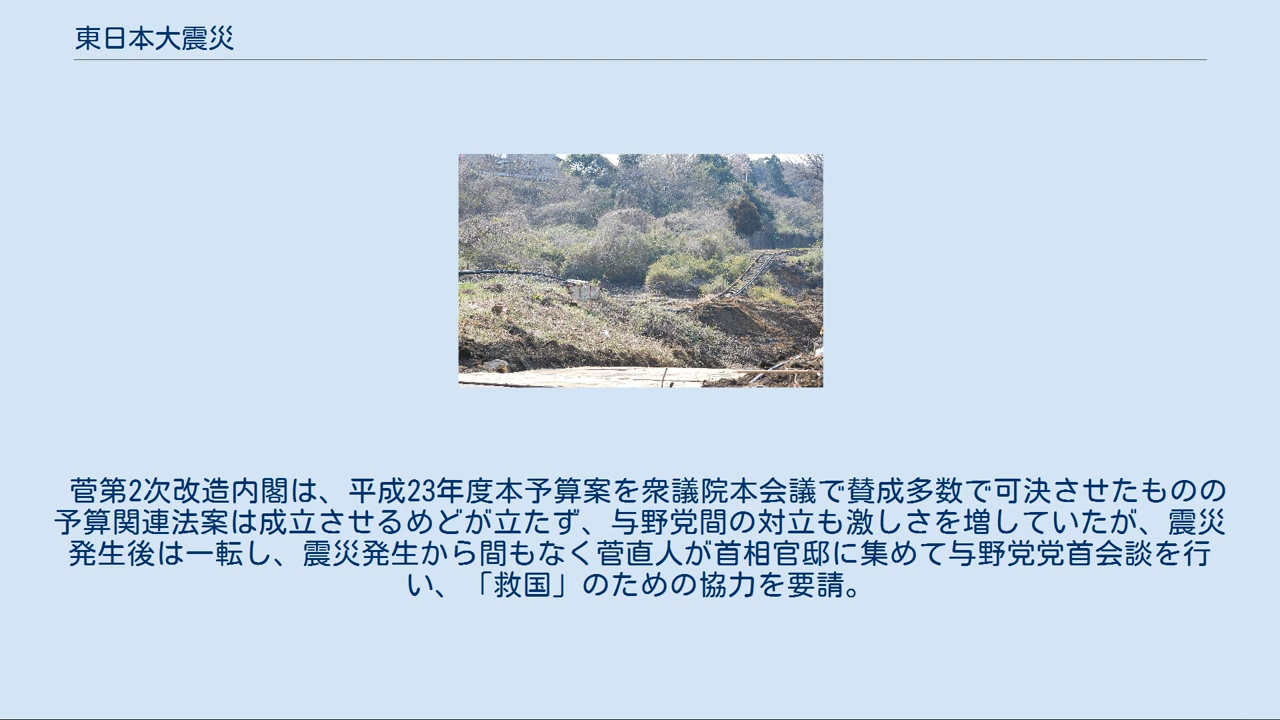 東日本大震災
菅第2次改造内閣は、平成23年度本予算案を衆議院本会議で賛成多数で可決させたものの
予算関連法案は成立させるめどが立たず、与野党間の対立も激しさを増していたが、震災
発生後は一転し、震災発生から間もなく菅直人が首相官邸に集めて与野党党首会談を行
い、「救国」のための協力を要請。